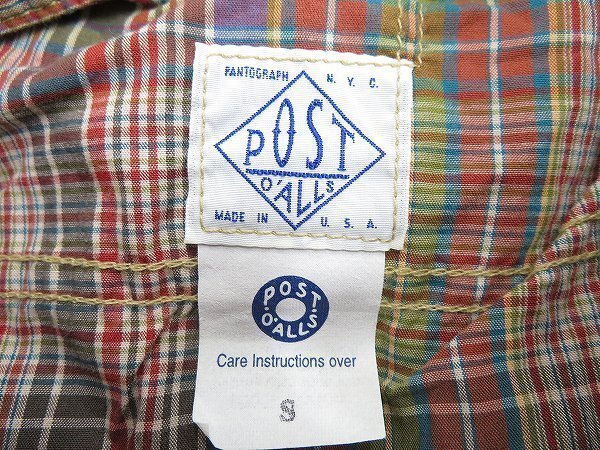 PANTOGRAPH N. Y. C.
POST
O'ALLS
MADE IN U. S. A.
POST
O'ALLS
Care Instructions over
S